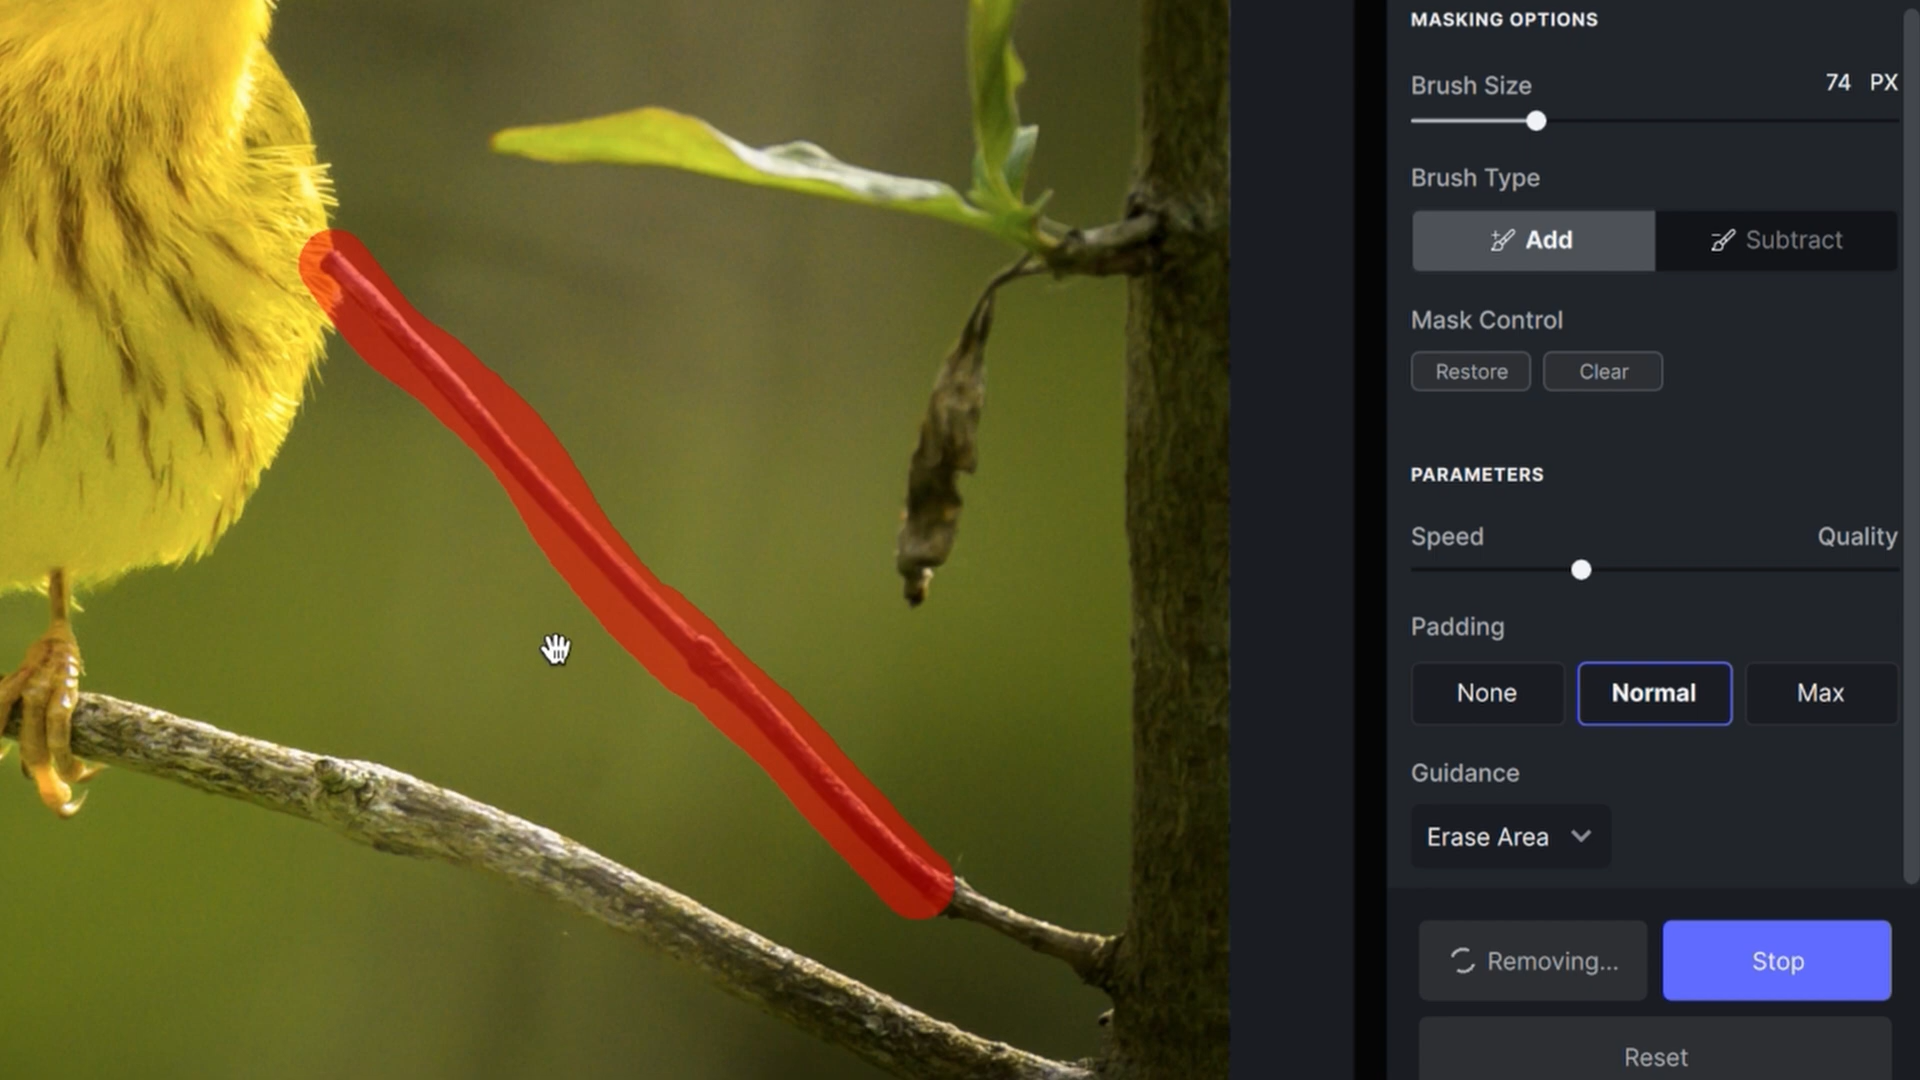 MASKING OPTIONS
Brush Size 74 PX
Brush Type
Add Subtract
Mask Control
Restore Clear
PARAMETERS
Speed Quality
Padding
None Normal Max
Guidance
Erase Area
Removing... Stop
Reset